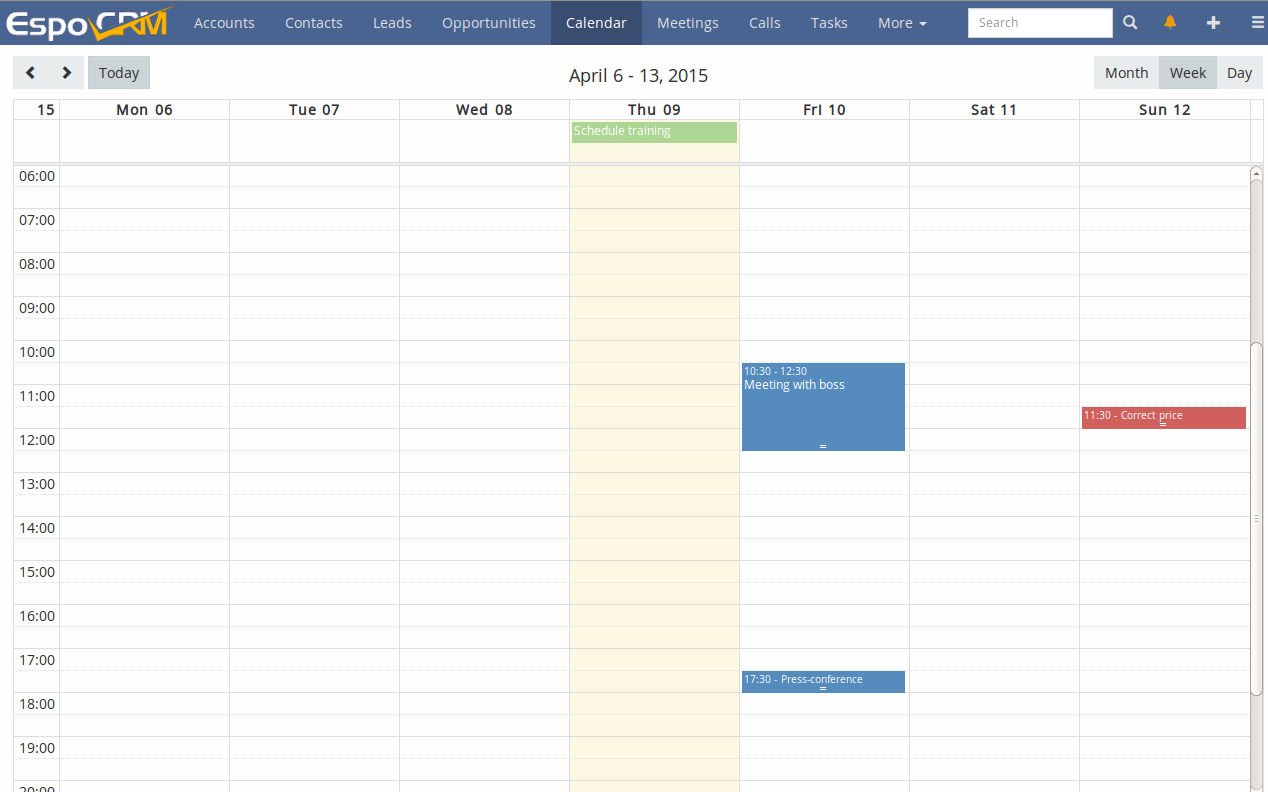 EspoCRM Accounts Contacts Leads Opportunities Calendar Meetings Calls Tasks More Search
Today April 6 - 13, 2015 Month Week Day
15 Mon 06 Tue 07 Wed 08 Thu 09 Fri 10 Sat 11 Sun 12
Schedule training
06:00
07:00
08:00
09:00
10:00
10:30 - 12:30
Meeting with boss
11:00
11:30 - Correct price
12:00
13:00
14:00
15:00
16:00
17:00
17:30 - Press-conference
18:00
19:00
20:00